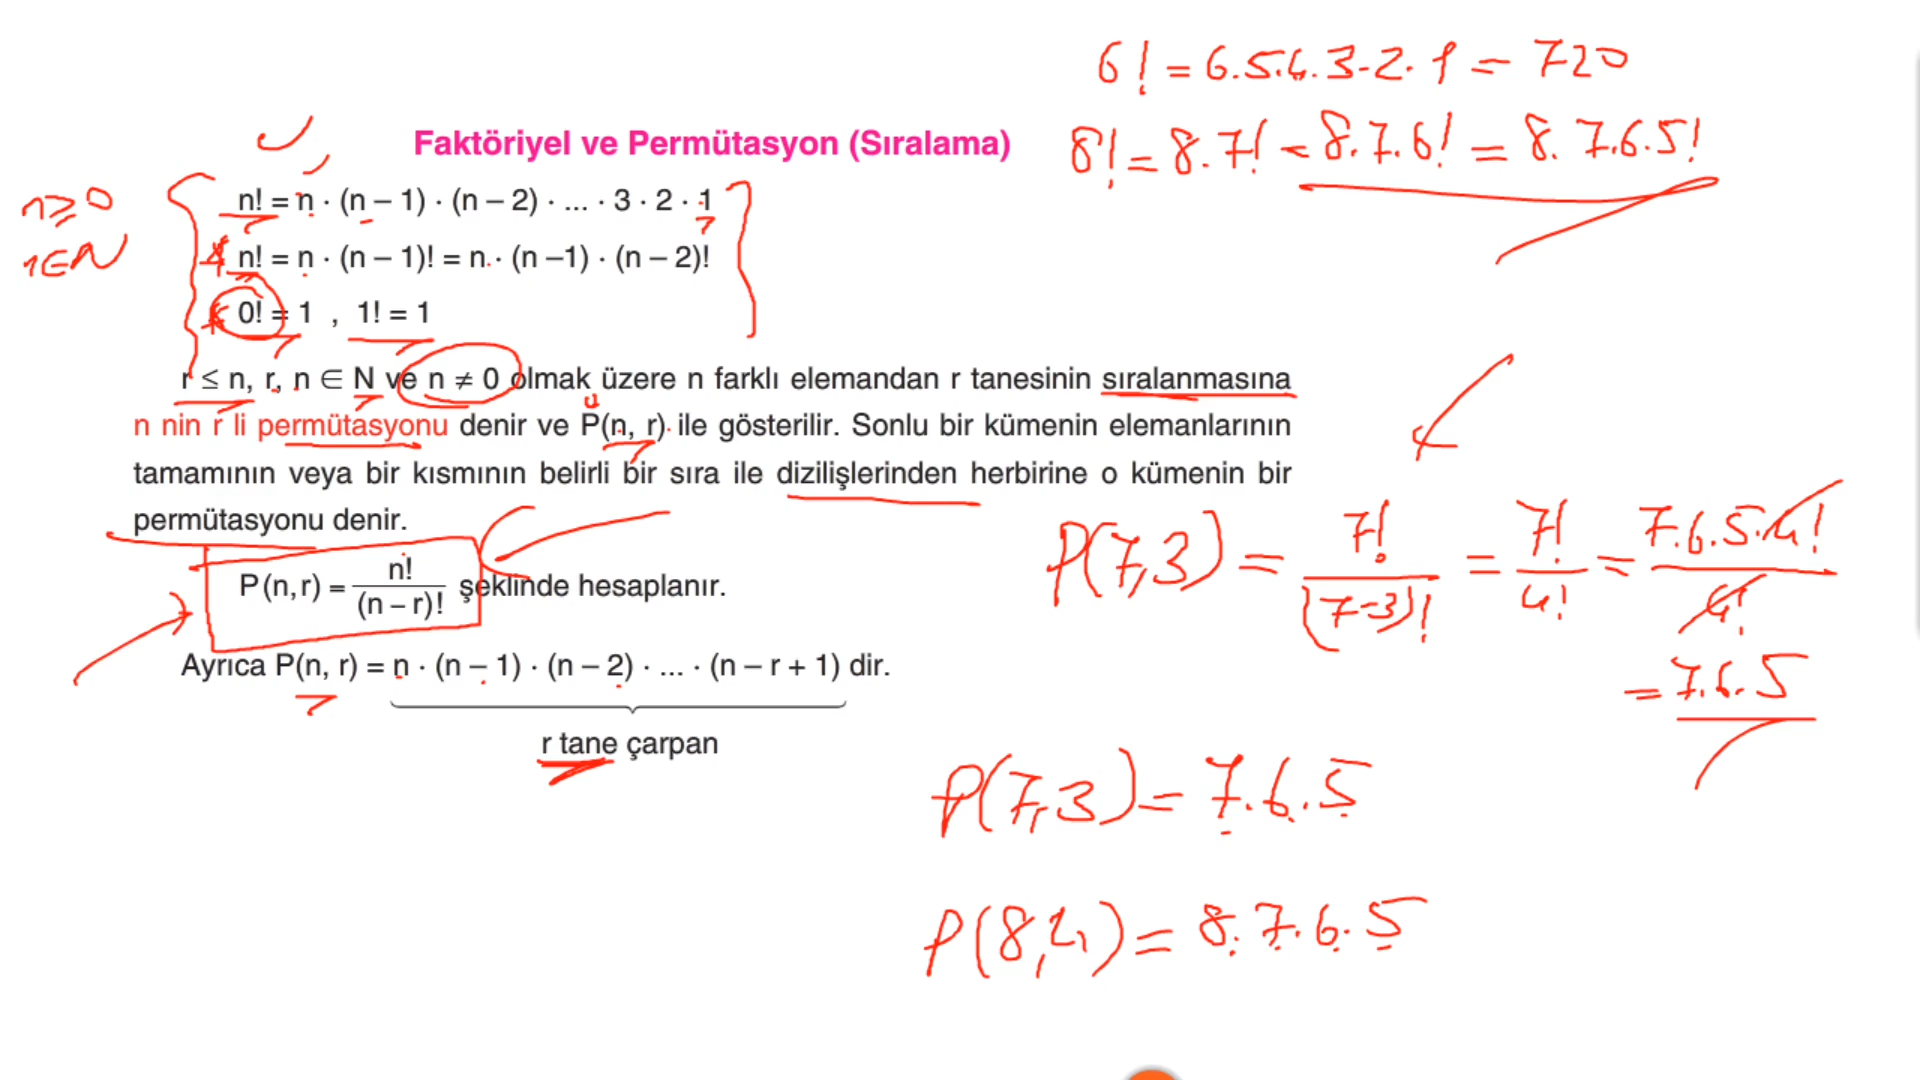 6! = 6.5.4.3.2.1 = 720
8! = 8.7! = 8.7.6! = 8.7.6.5!
Faktöriyel ve Permütasyon (Sıralama)
n ≥ 0
n! = n · (n – 1) · (n – 2) · ... · 3 · 2 · 1
n! = n · (n – 1)! = n · (n –1) · (n – 2)!
0! = 1 , 1! = 1
r ≤ n, r, n ∈ N ve n ≠ 0 olmak üzere n farklı elemandan r tanesinin sıralanmasına
n nin r li permütasyonu denir ve P(n, r) ile gösterilir. Sonlu bir kümenin elemanlarının
tamamının veya bir kısmının belirli bir sıra ile dizilişlerinden herbirine o kümenin bir
permütasyonu denir.
P(n,r) = n! / (n – r)! şeklinde hesaplanır.
Ayrıca P(n, r) = n · (n – 1) · (n – 2) · ... · (n – r + 1) dir.
r tane çarpan
P(7,3) = 7! / (7-3)! = 7! / 4! = 7.6.5.4! / 4!
= 7.6.5
P(7,3) = 7.6.5
P(8,4) = 8.7.6.5